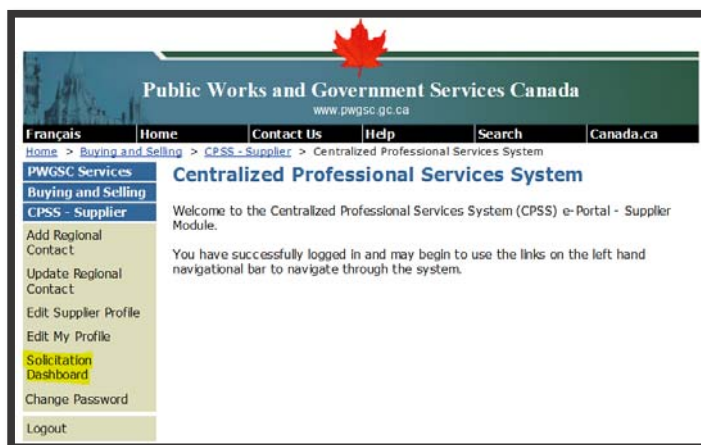 Public Works and Government Services Canada
www.pwgsc.gc.ca
Français Home Contact Us Help Search Canada.ca
Home > Buying and Selling > CPSS - Supplier > Centralized Professional Services System
PWGSC Services
Buying and Selling
CPSS - Supplier
Add Regional
Contact
Update Regional
Contact
Edit Supplier Profile
Edit My Profile
Solicitation
Dashboard
Change Password
Logout
Centralized Professional Services System
Welcome to the Centralized Professional Services System (CPSS) e-Portal - Supplier
Module.
You have successfully logged in and may begin to use the links on the left hand
navigational bar to navigate through the system.